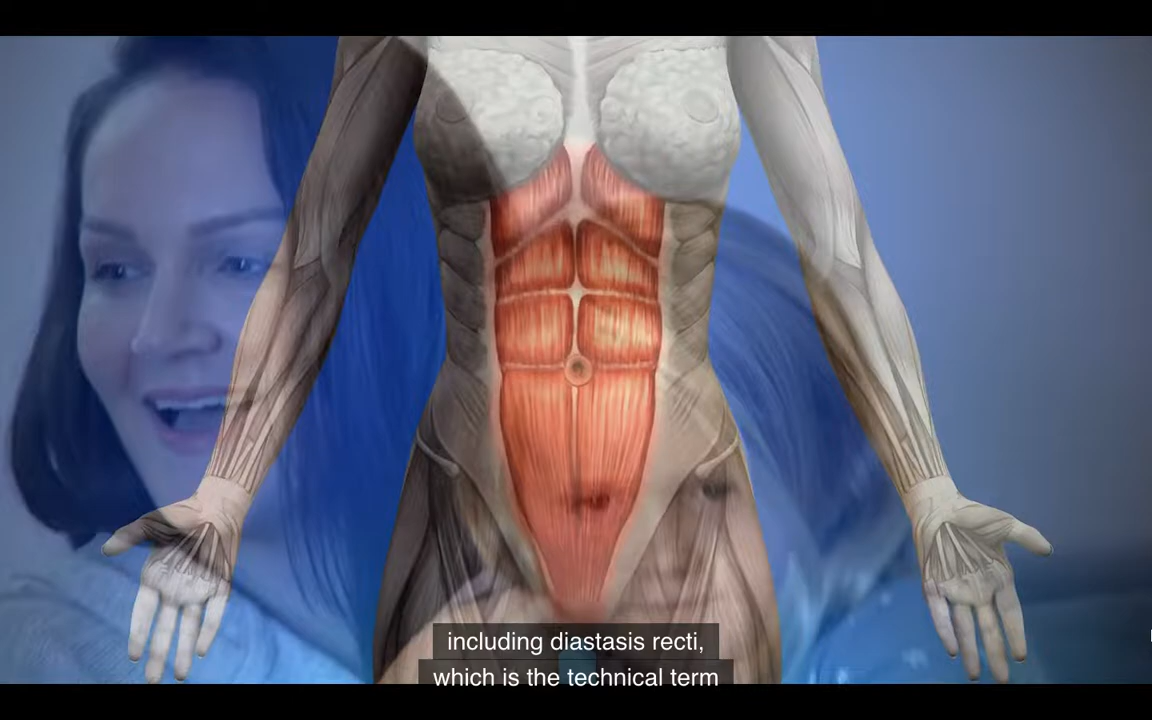 including diastasis recti,
which is the technical term